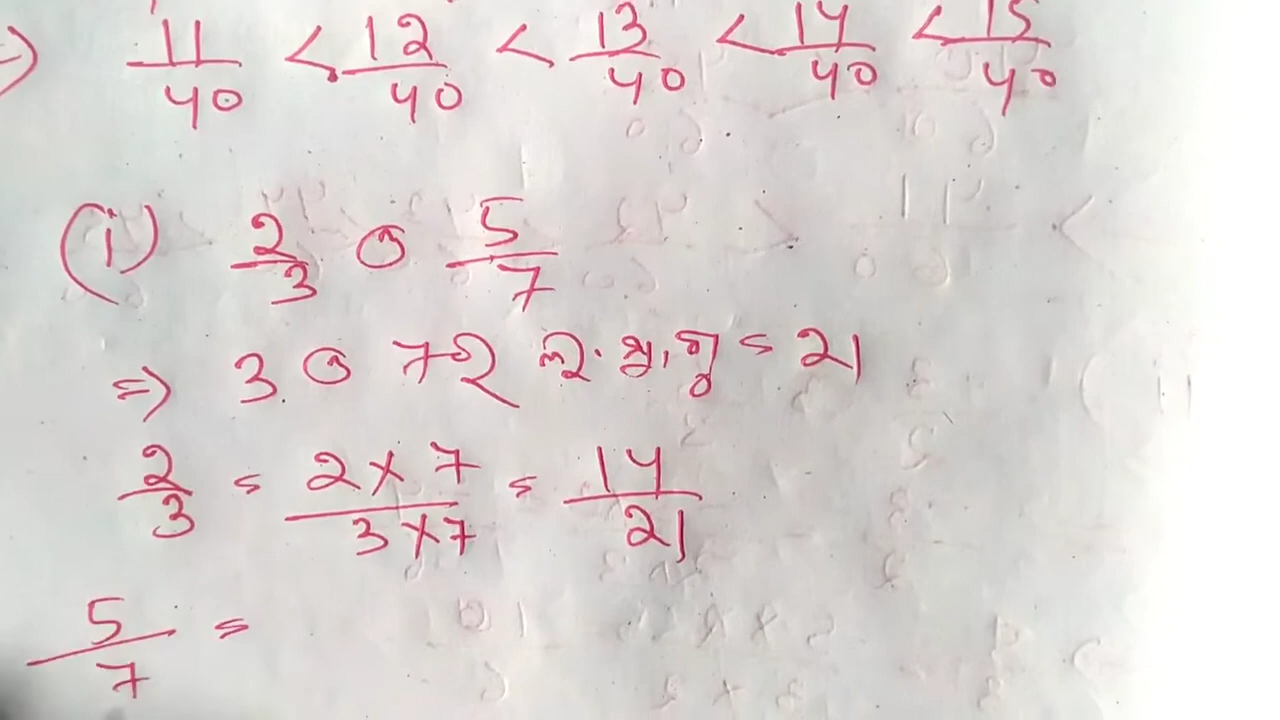 ⇒ 11/40 < 12/40 < 13/40 < 14/40 < 15/40
(i) 2/3 ও 5/7
⇒ 3 ও 7 ର ଲ. ସା. ଗୁ = 21
2/3 = 2 × 7 / 3 × 7 = 14/21
5/7 =